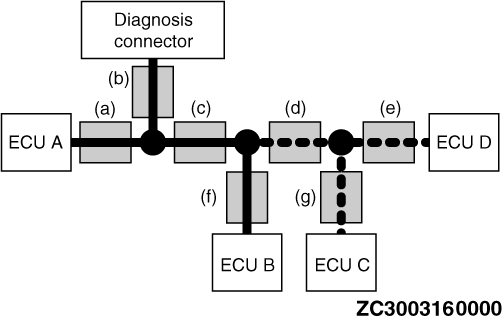 Diagnosis
connector
(b)
(a)
(c)
(d)
(e)
ECU A
ECU D
(f)
(g)
ECU B
ECU C
ZC3003160000